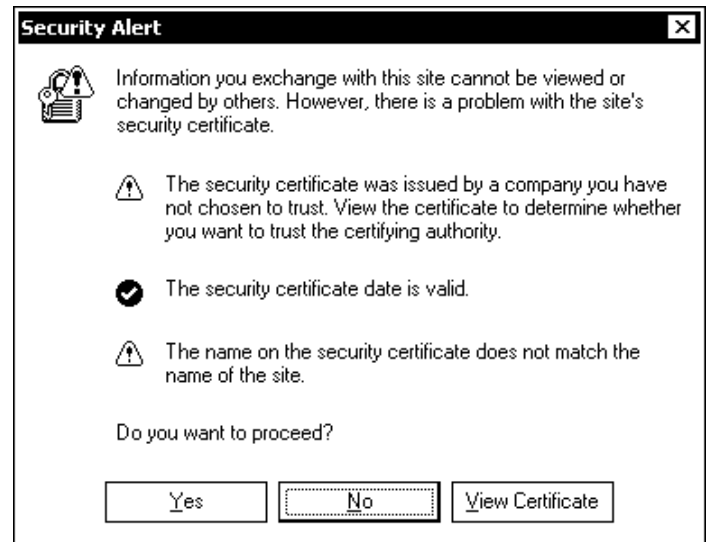 Security Alert
Information you exchange with this site cannot be viewed or
changed by others. However, there is a problem with the site's
security certificate.
The security certificate was issued by a company you have
not chosen to trust. View the certificate to determine whether
you want to trust the certifying authority.
The security certificate date is valid.
The name on the security certificate does not match the
name of the site.
Do you want to proceed?
Yes No View Certificate